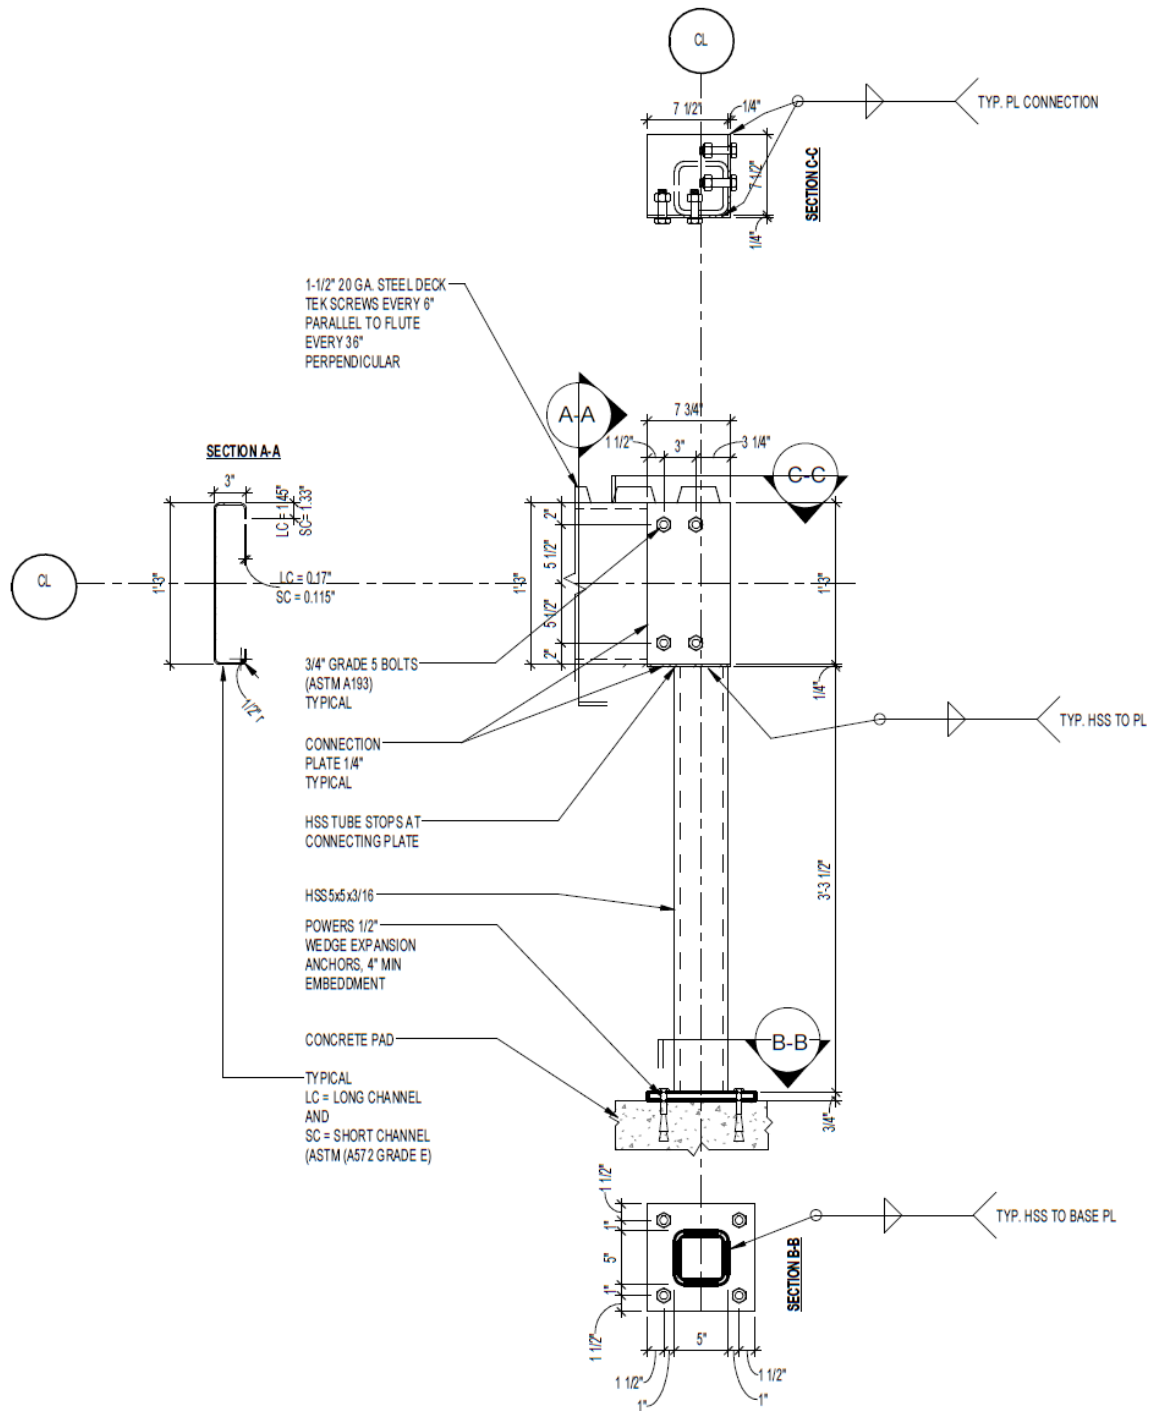 CL
7 1/2"
1/4"
TYP. PL CONNECTION
7 1/2"
1/4"
SECTION C-C
1-1/2" 20 GA. STEEL DECK
TEK SCREWS EVERY 6"
PARALLEL TO FLUTE
EVERY 36"
PERPENDICULAR
A-A
7 3/4"
1 1/2"
3"
3 1/4"
C-C
SECTION A-A
3"
LC = 1.45"
SC = 1.33"
1'-3"
CL
LC = 0.17"
SC = 0.115"
1/2" r
1'-3"
2"
5 1/2"
5 1/2"
2"
1'-3"
1/4"
3/4" GRADE 5 BOLTS
(ASTM A193)
TYPICAL
TYP. HSS TO PL
CONNECTION
PLATE 1/4"
TYPICAL
HSS TUBE STOPS AT
CONNECTING PLATE
3'-3 1/2"
HSS5x5x3/16
POWERS 1/2"
WEDGE EXPANSION
ANCHORS, 4" MIN
EMBEDDMENT
CONCRETE PAD
B-B
3/4"
TYPICAL
LC = LONG CHANNEL
AND
SC = SHORT CHANNEL
(ASTM (A572 GRADE E)
1 1/2"
1"
5"
1"
1 1/2"
TYP. HSS TO BASE PL
SECTION B-B
5"
1 1/2"
1"
1 1/2"
1"